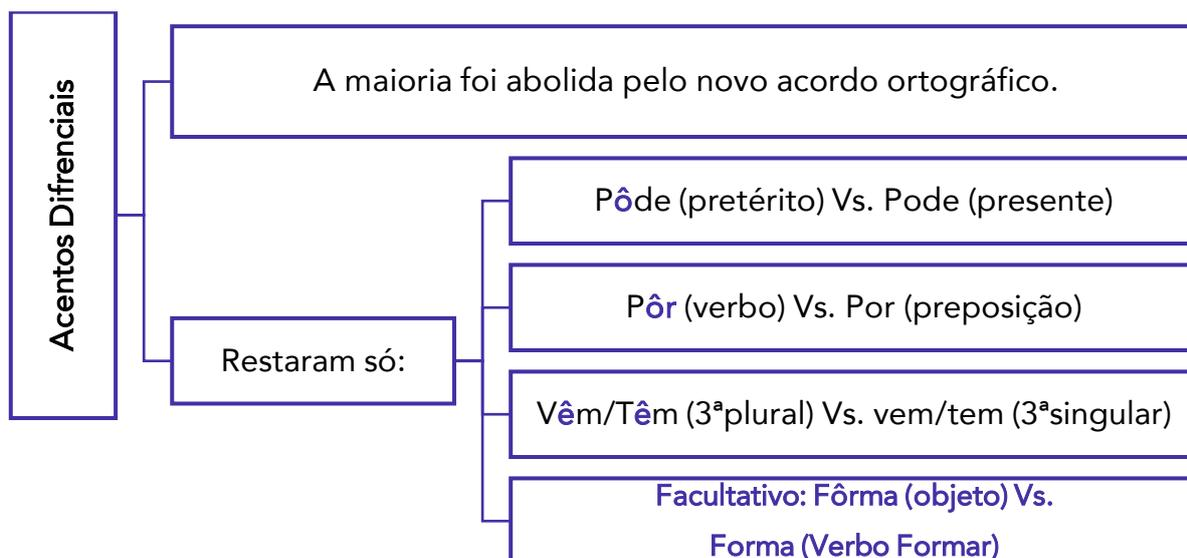 Acentos Difrenciais
A maioria foi abolida pelo novo acordo ortográfico.
Restaram só:
Pôde (pretérito) Vs. Pode (presente)
Pôr (verbo) Vs. Por (preposição)
Vêm/Têm (3ªplural) Vs. vem/tem (3ªsingular)
Facultativo: Fôrma (objeto) Vs.
Forma (Verbo Formar)